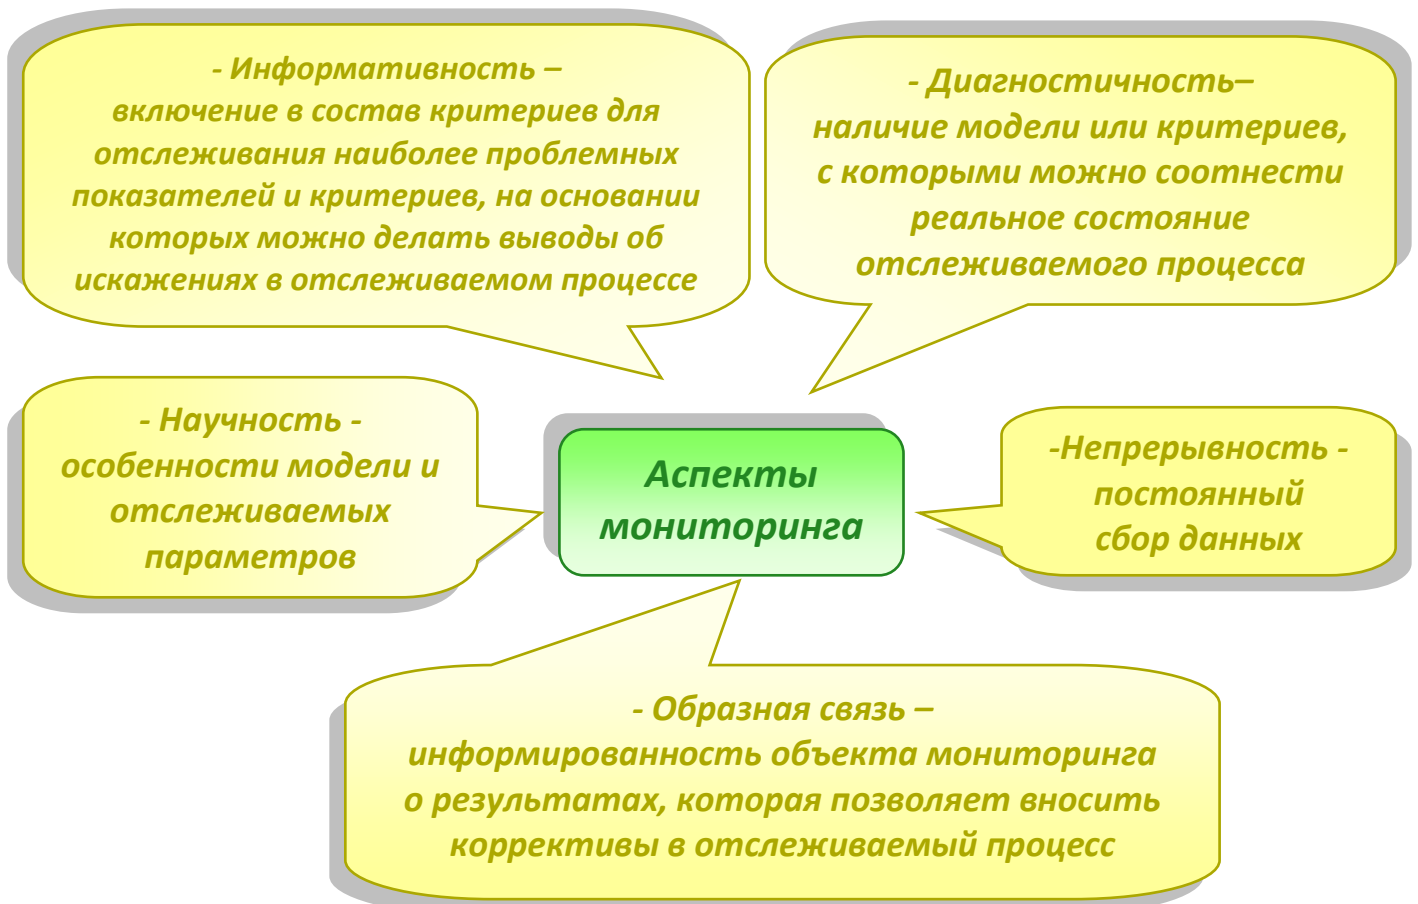 - Информативность –
включение в состав критериев для
отслеживания наиболее проблемных
показателей и критериев, на основании
которых можно делать выводы об
искажениях в отслеживаемом процессе
- Диагностичность–
наличие модели или критериев,
с которыми можно соотнести
реальное состояние
отслеживаемого процесса
- Научность -
особенности модели и
отслеживаемых
параметров
Аспекты
мониторинга
-Непрерывность -
постоянный
сбор данных
- Образная связь –
информированность объекта мониторинга
о результатах, которая позволяет вносить
коррективы в отслеживаемый процесс